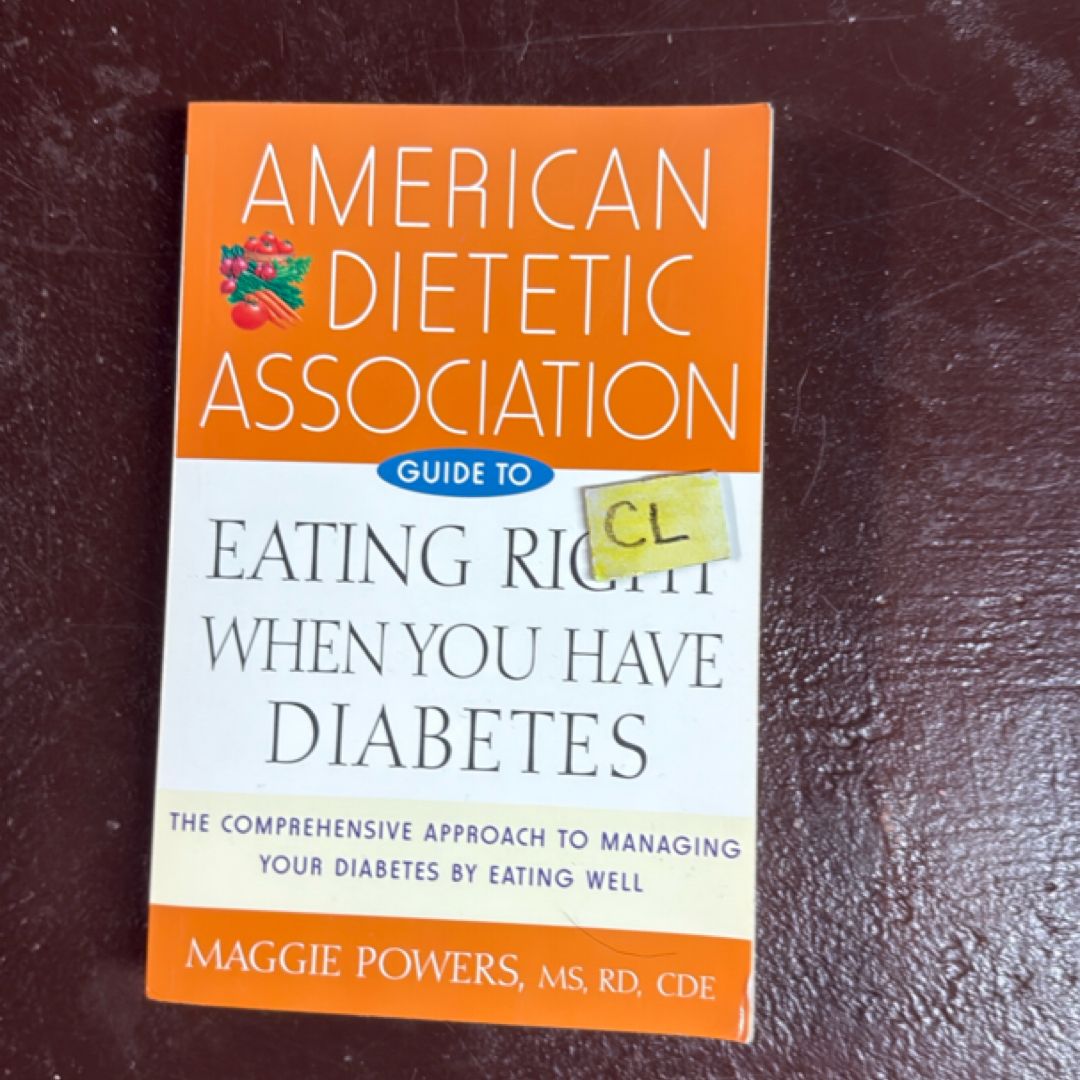 AMERICAN
DIETETIC
ASSOCIATION
GUIDE TO
CL
EATING RIGHT
WHEN YOU HAVE
DIABETES
THE COMPREHENSIVE APPROACH TO MANAGING
YOUR DIABETES BY EATING WELL
MAGGIE POWERS, MS, RD, CDE